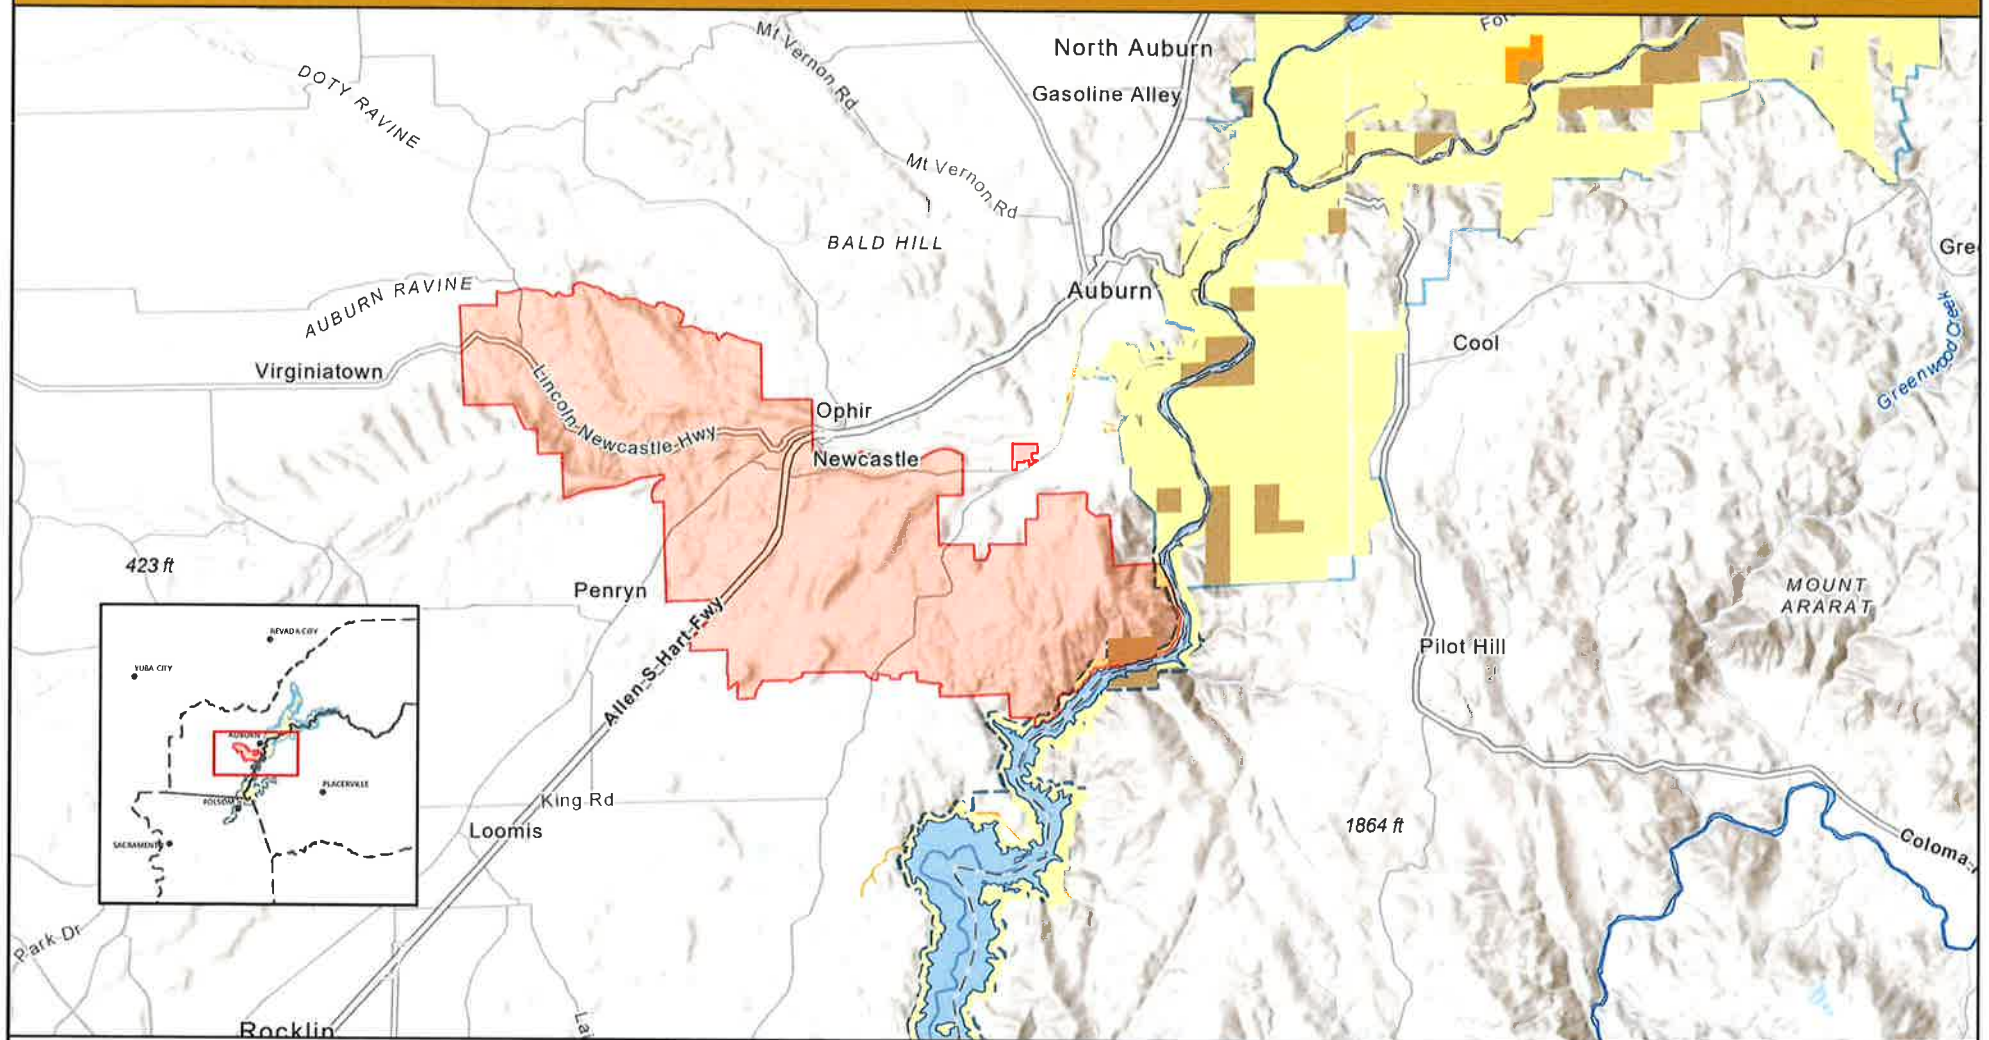 Mt Vernon Rd
North Auburn
Gasoline Alley
DOTY RAVINE
Mt Vernon Rd
BALD HILL
Gre
AUBURN RAVINE
Auburn
Virginiatown
Cool
Greenwood Creek
Lincoln-Newcastle-Hwy
Ophir
Newcastle
423 ft
Penryn
MOUNT
ARARAT
Pilot Hill
Allen-S-Hart-Fwy
YUBA CITY
AUBURN
PLACERVILLE
FOLSOM
SACRAMENTO
King Rd
Loomis
1864 ft
Coloma-
Park Dr
Rocklin
Lai